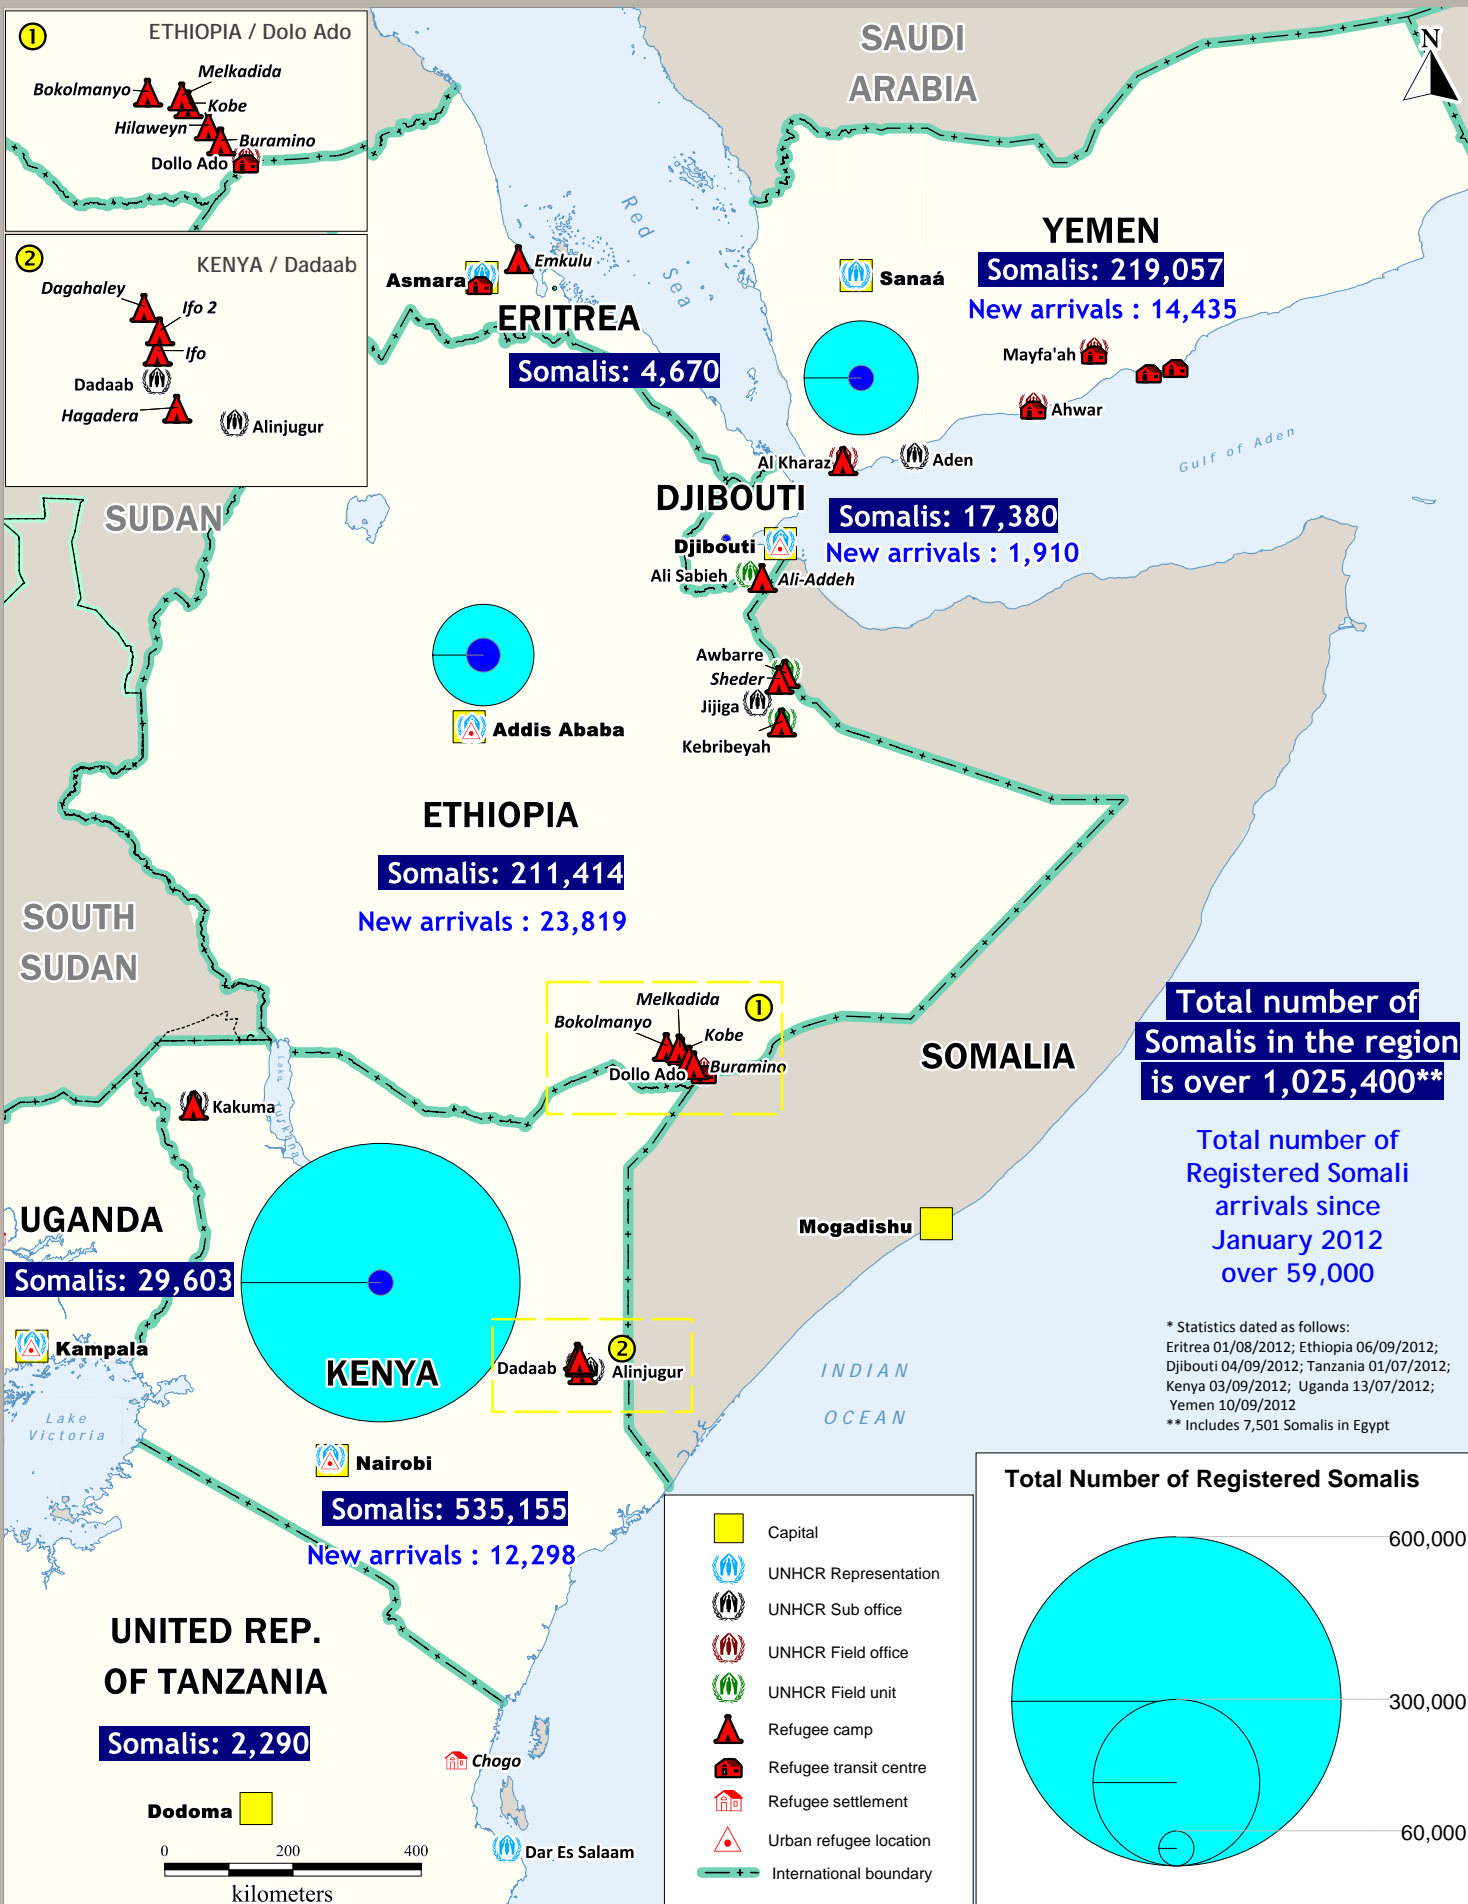 1
ETHIOPIA / Dolo Ado
Bokolmanyo
Melkadida
Kobe
Hilaweyn
Buramino
Dollo Ado
2
KENYA / Dadaab
Dagahaley
Ifo 2
Ifo
Dadaab
Hagadera
Alinjugur
SAUDI
ARABIA
N
Red Sea
YEMEN
Somalis: 219,057
New arrivals : 14,435
Sanaá
Mayfa'ah
Ahwar
Al Kharaz
Aden
Gulf of Aden
Asmara
Emkulu
ERITREA
Somalis: 4,670
SUDAN
DJIBOUTI
Somalis: 17,380
New arrivals : 1,910
Djibouti
Ali Sabieh
Ali-Addeh
Awbarre
Sheder
Jijiga
Kebribeyah
Addis Ababa
ETHIOPIA
Somalis: 211,414
New arrivals : 23,819
SOUTH
SUDAN
Melkadida
1
Bokolmanyo
Kobe
Buramino
Dollo Ado
SOMALIA
Total number of
Somalis in the region
is over 1,025,400**
Total number of
Registered Somali
arrivals since
January 2012
over 59,000
Lake Turkana
Kakuma
UGANDA
Somalis: 29,603
Kampala
Mogadishu
KENYA
2
Dadaab
Alinjugur
INDIAN
OCEAN
Lake
Victoria
Nairobi
Somalis: 535,155
New arrivals : 12,298
* Statistics dated as follows:
Eritrea 01/08/2012; Ethiopia 06/09/2012;
Djibouti 04/09/2012; Tanzania 01/07/2012;
Kenya 03/09/2012; Uganda 13/07/2012;
Yemen 10/09/2012
** Includes 7,501 Somalis in Egypt
UNITED REP.
OF TANZANIA
Somalis: 2,290
Chogo
Dodoma
Dar Es Salaam
0 200 400
kilometers
Capital
UNHCR Representation
UNHCR Sub office
UNHCR Field office
UNHCR Field unit
Refugee camp
Refugee transit centre
Refugee settlement
Urban refugee location
International boundary
Total Number of Registered Somalis
600,000
300,000
60,000